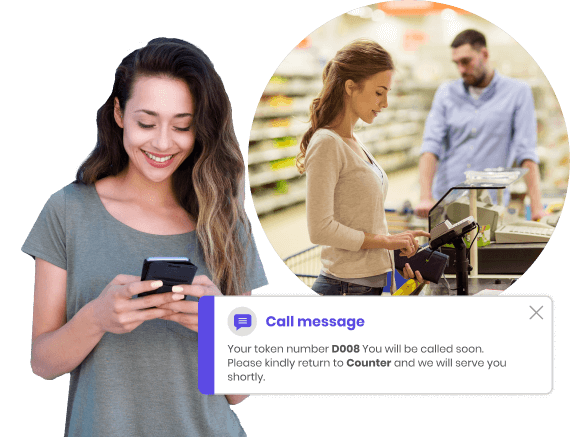 Call message
Your token number D008 You will be called soon.
Please kindly return to Counter and we will serve you
shortly.